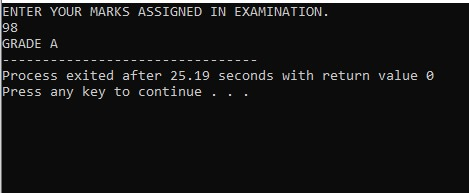 ENTER YOUR MARKS ASSIGNED IN EXAMINATION.
98
GRADE A
--------------------------------
Process exited after 25.19 seconds with return value 0
Press any key to continue . . .